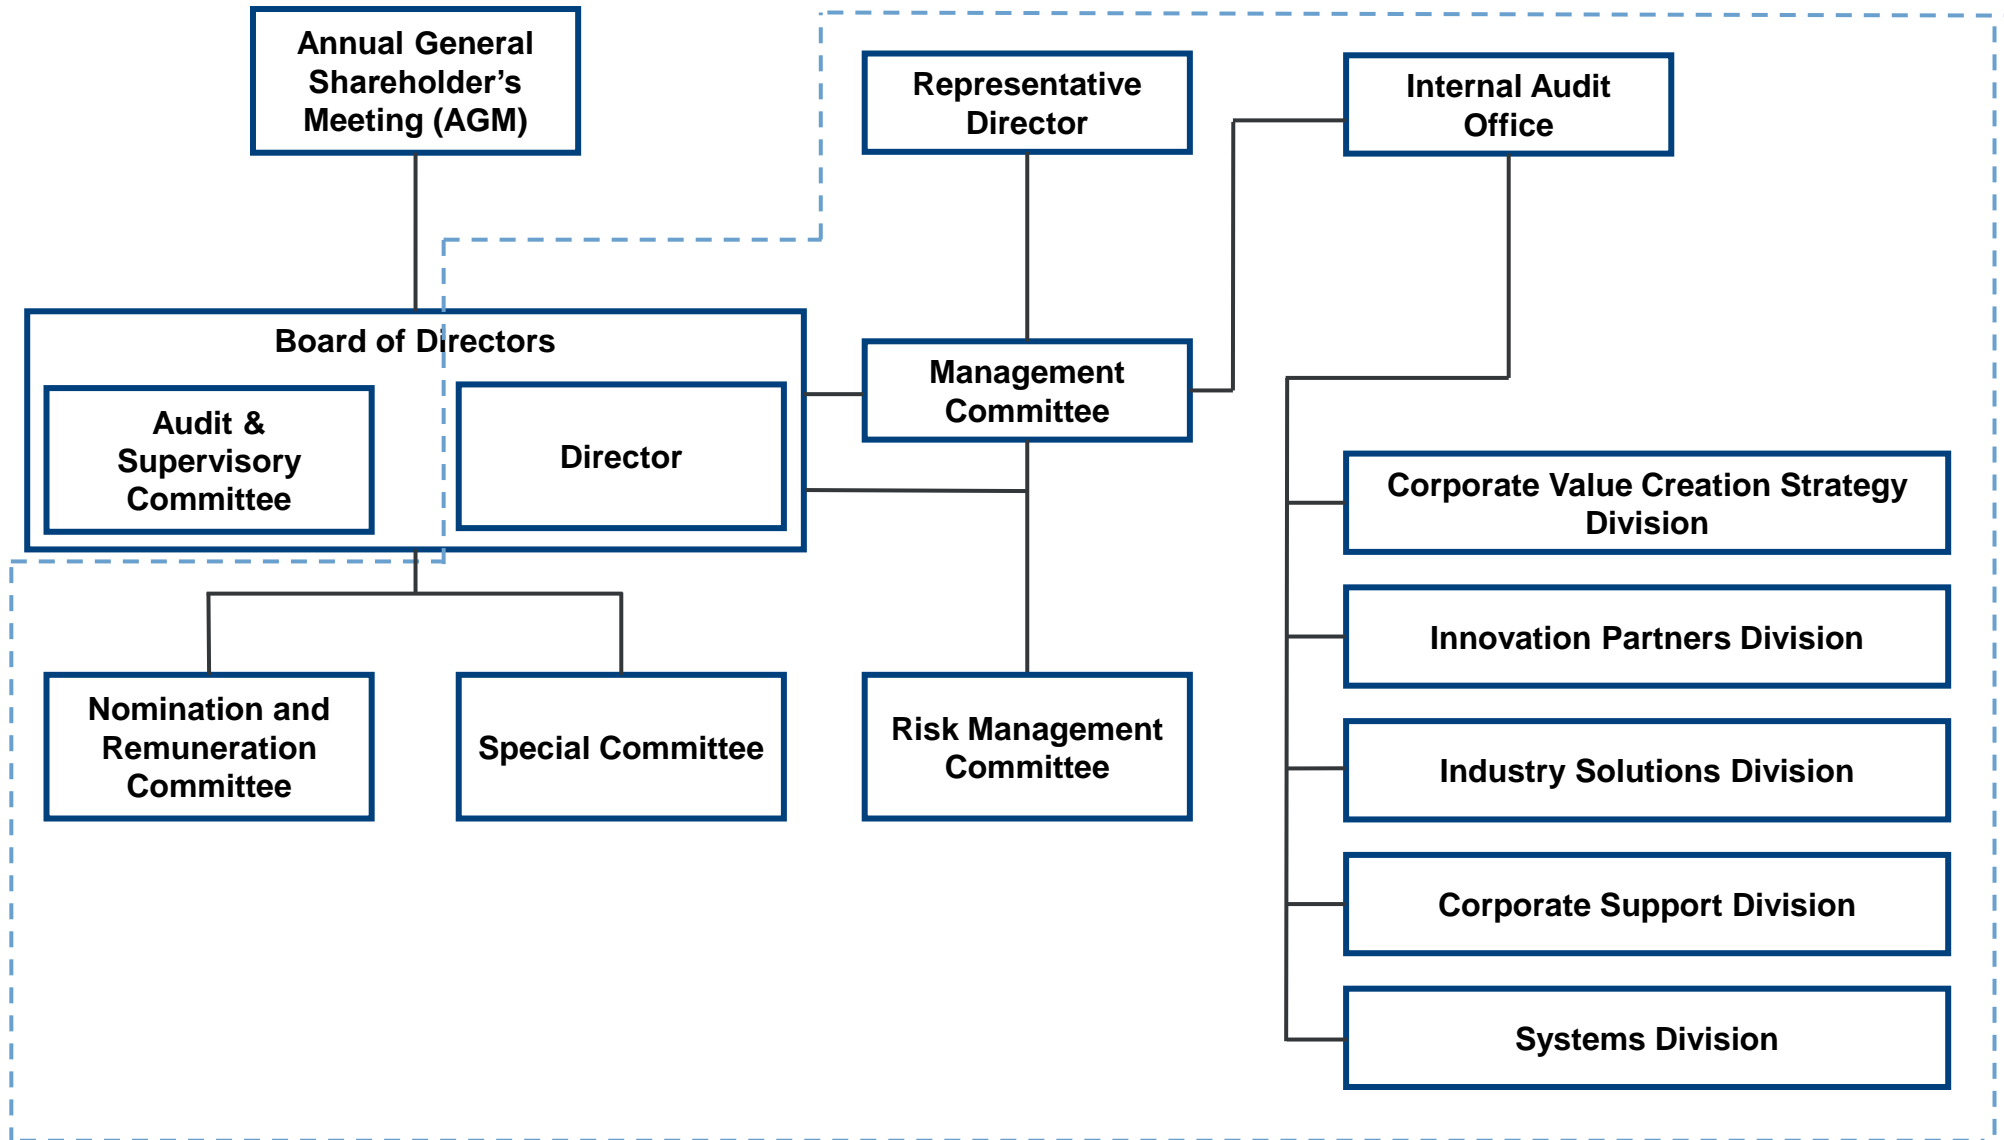 Annual General
Shareholder’s
Meeting (AGM)
Representative
Director
Internal Audit
Office
Board of Directors
Audit &
Supervisory
Committee
Director
Management
Committee
Corporate Value Creation Strategy
Division
Innovation Partners Division
Nomination and
Remuneration
Committee
Special Committee
Risk Management
Committee
Industry Solutions Division
Corporate Support Division
Systems Division